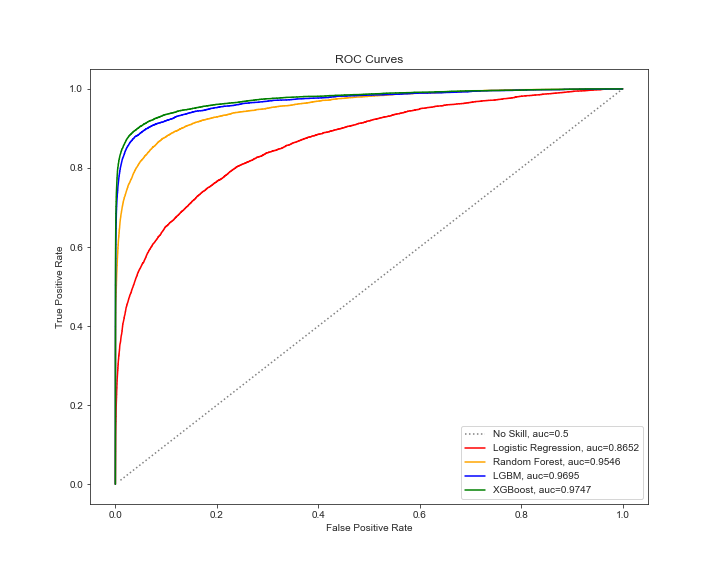 ROC Curves
True Positive Rate
1.0
0.8
0.6
0.4
0.2
0.0
0.0 0.2 0.4 0.6 0.8 1.0
False Positive Rate
No Skill, auc=0.5
Logistic Regression, auc=0.8652
Random Forest, auc=0.9546
LGBM, auc=0.9695
XGBoost, auc=0.9747